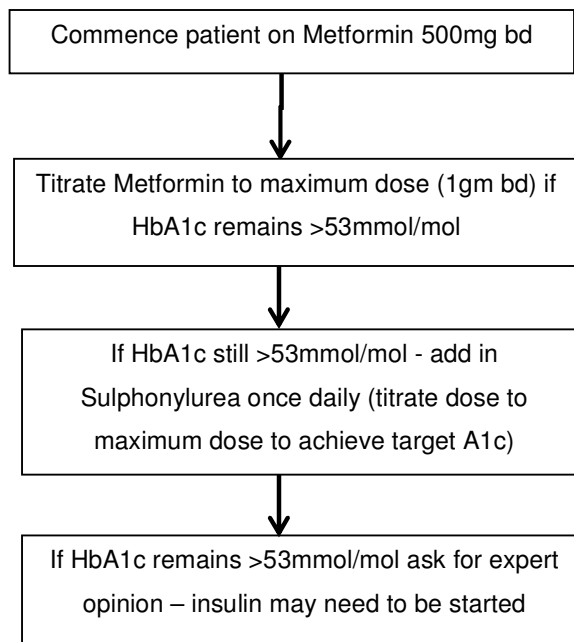 Commence patient on Metformin 500mg bd
Titrate Metformin to maximum dose (1gm bd) if
HbA1c remains >53mmol/mol
If HbA1c still >53mmol/mol - add in
Sulphonylurea once daily (titrate dose to
maximum dose to achieve target A1c)
If HbA1c remains >53mmol/mol ask for expert
opinion – insulin may need to be started